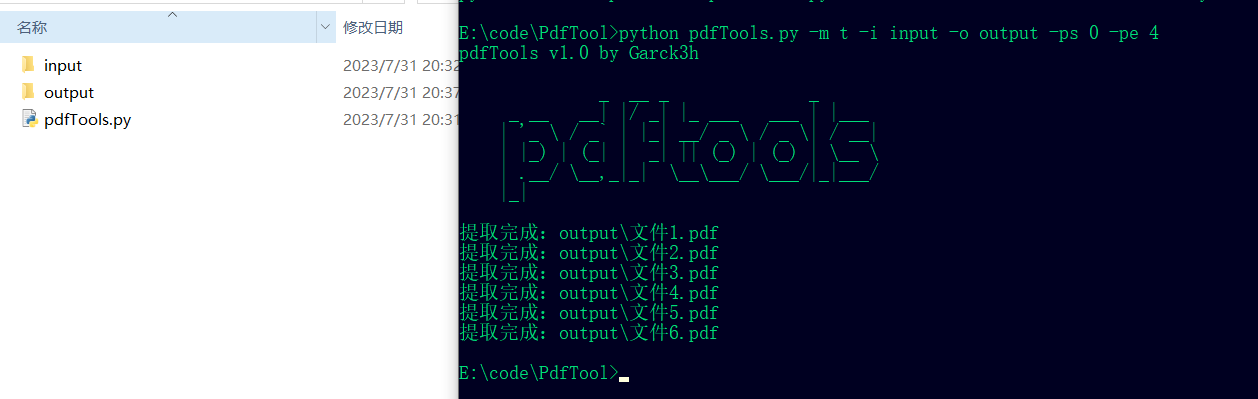 名称
修改日期
input
2023/7/31 20:32
output
2023/7/31 20:37
pdfTools.py
2023/7/31 20:31
E:\code\PdfTool>python pdfTools.py -m t -i input -o output -ps 0 -pe 4
pdfTools v1.0 by Garck3h
pdftools
提取完成：output\文件1.pdf
提取完成：output\文件2.pdf
提取完成：output\文件3.pdf
提取完成：output\文件4.pdf
提取完成：output\文件5.pdf
提取完成：output\文件6.pdf
E:\code\PdfTool>